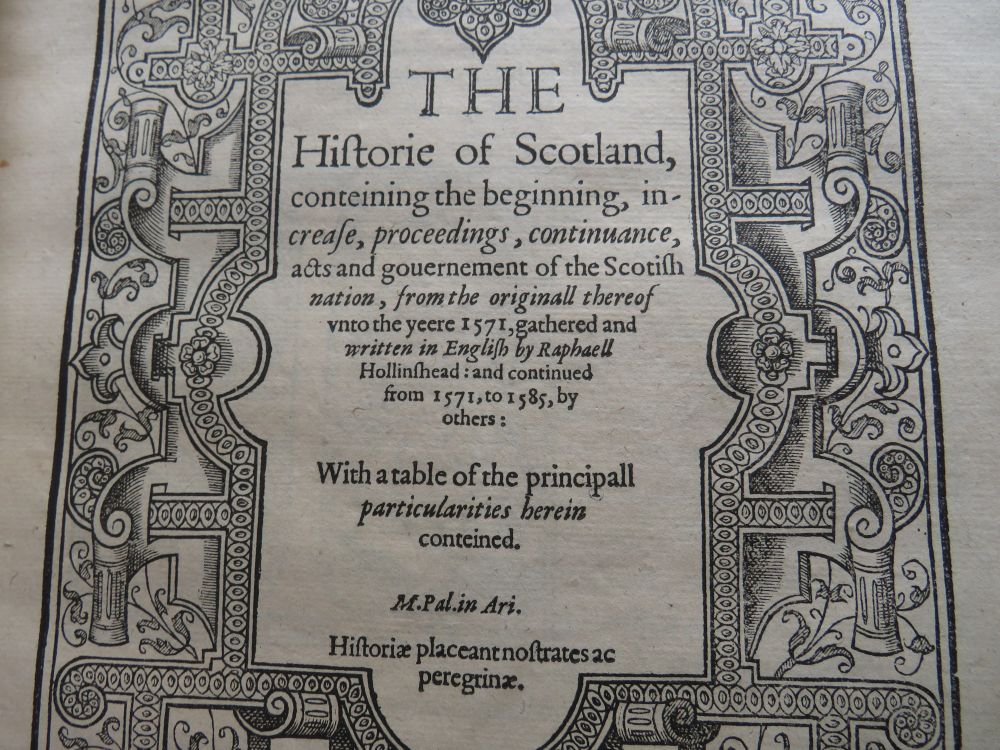 THE
Hiſtorie of Scotland,
conteining the beginning, in-
creaſe, proceedings, continuance,
acts and gouernement of the Scotiſh
nation, from the originall thereof
vnto the yeere 1571, gathered and
written in Engliſh by Raphaell
Hollinſhead: and continued
from 1571, to 1585, by
others:
With a table of the principall
particularities herein
conteined.
M. Pal. in Ari.
Hiſtoriæ placeant noſtrates ac
peregrinæ.